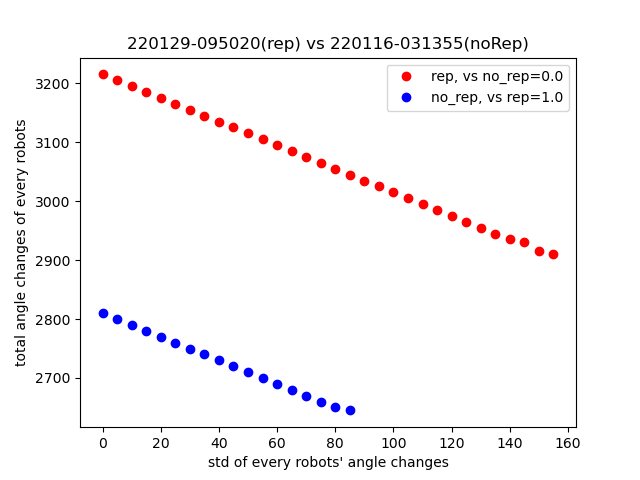 220129-095020(rep) vs 220116-031355(noRep)
rep, vs no_rep=0.0
no_rep, vs rep=1.0
total angle changes of every robots
3200
3100
3000
2900
2800
2700
0 20 40 60 80 100 120 140 160
std of every robots' angle changes